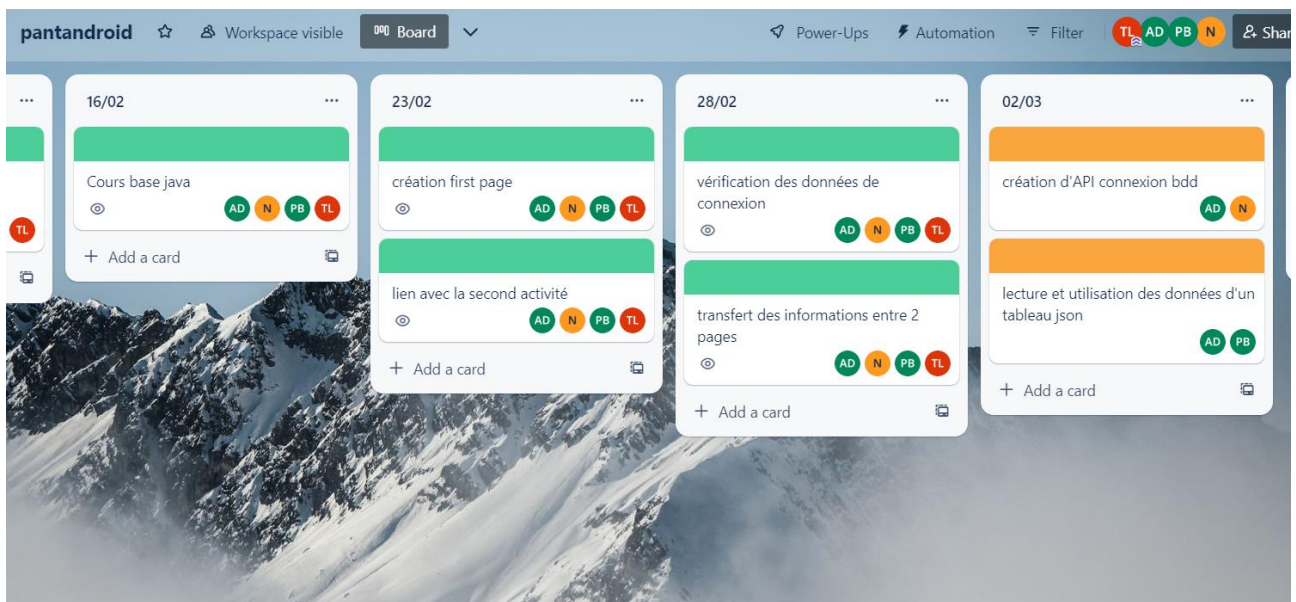 pantandroid Workspace visible Board Power-Ups Automation Filter TL AD PB N Shar
TL
16/02
Cours base java
AD N PB TL
+ Add a card
23/02
création first page
AD N PB TL
lien avec la second activité
AD N PB TL
+ Add a card
28/02
vérification des données de
connexion
AD N PB TL
transfert des informations entre 2
pages
AD N PB TL
+ Add a card
02/03
création d'API connexion bdd
AD N
lecture et utilisation des données d'un
tableau json
AD PB
+ Add a card